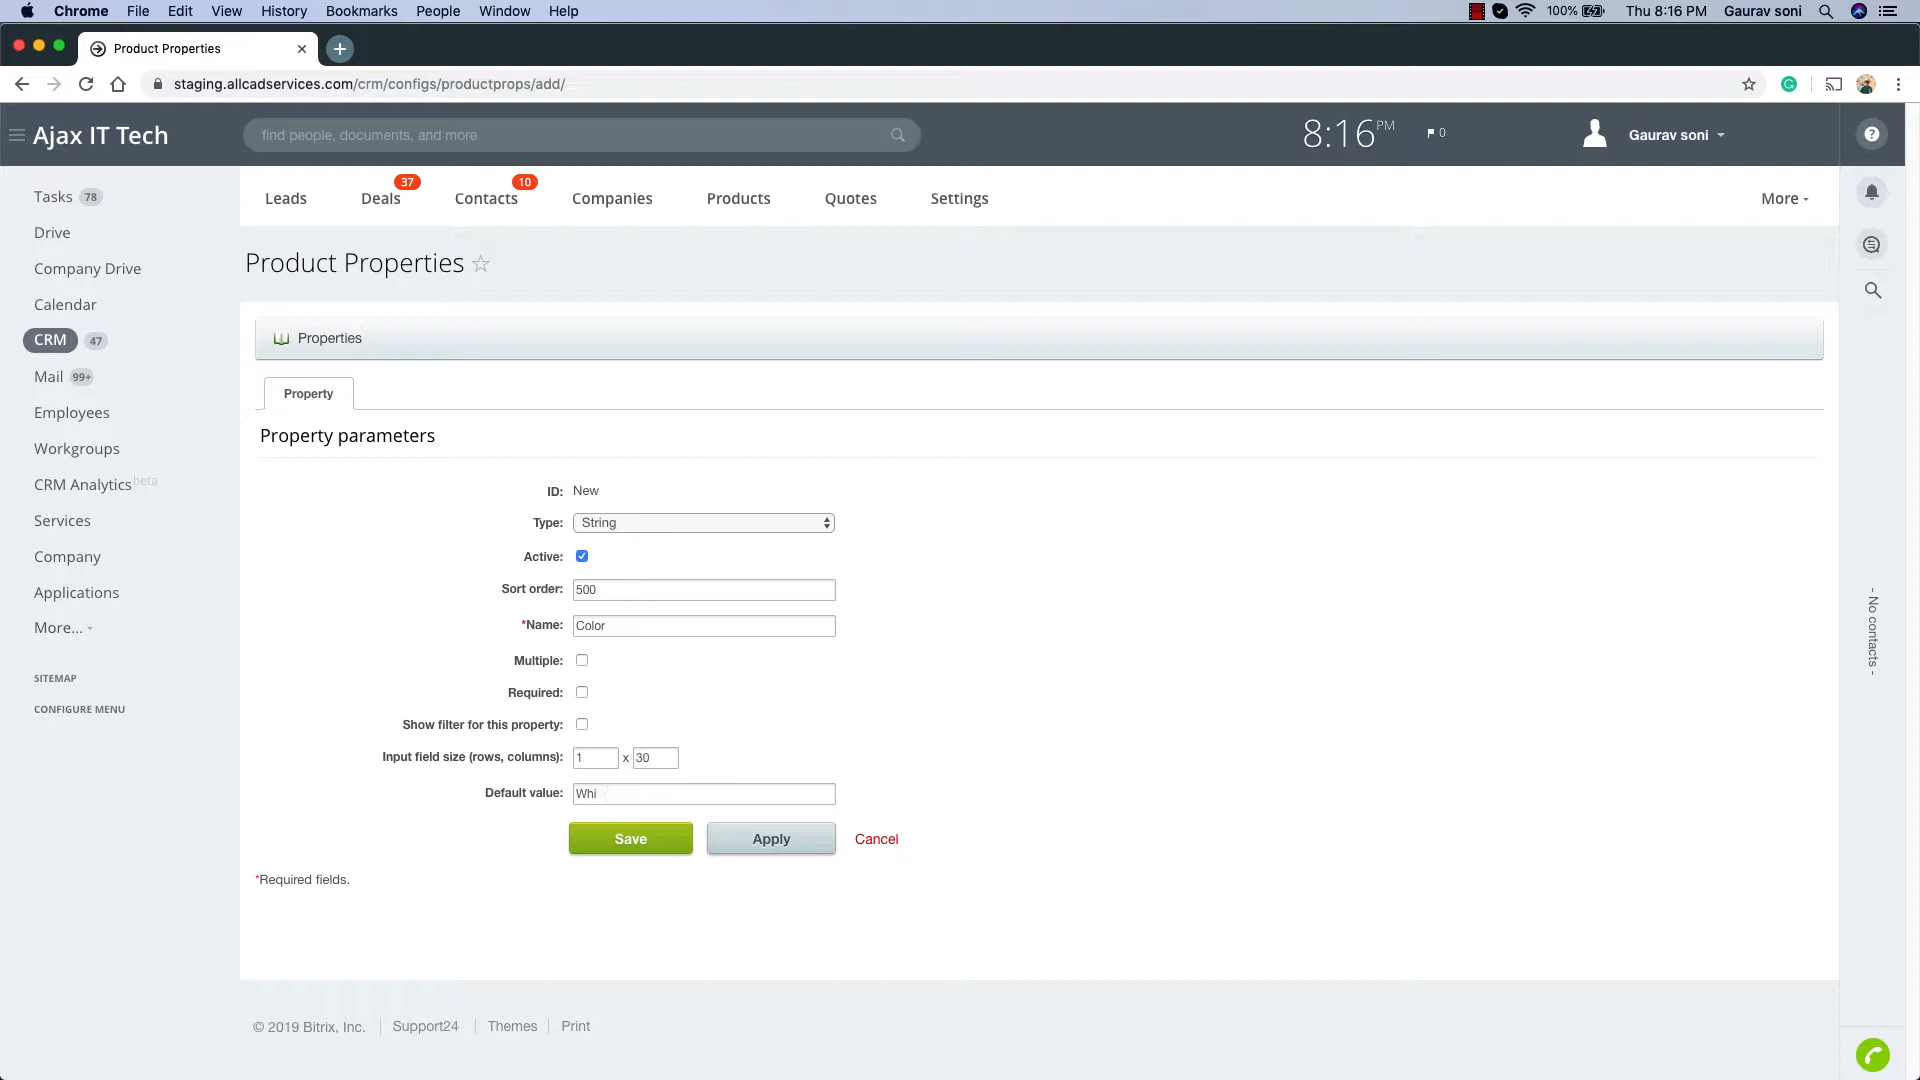 Chrome File Edit View History Bookmarks People Window Help 100% Thu 8:16 PM Gaurav soni
Product Properties
staging.allcadservices.com/crm/configs/productprops/add/
Ajax IT Tech
find people, documents, and more
8:16 PM
0
Gaurav soni
Tasks 78
Drive
Company Drive
Calendar
CRM 47
Mail 99+
Employees
Workgroups
CRM Analytics beta
Services
Company
Applications
More...
SITEMAP
CONFIGURE MENU
Leads
Deals 37
Contacts 10
Companies
Products
Quotes
Settings
More
Product Properties
Properties
Property
Property parameters
ID: New
Type: String
Active:
Sort order: 500
*Name: Color
Multiple:
Required:
Show filter for this property:
Input field size (rows, columns): 1 x 30
Default value: Whi
Save Apply Cancel
*Required fields.
© 2019 Bitrix, Inc. Support24 Themes Print
- No contacts -